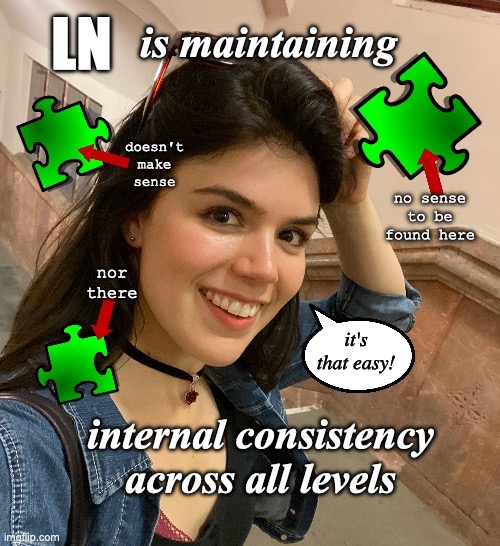 LN is maintaining
doesn't
make
sense
no sense
to be
found here
nor
there
it's
that easy!
internal consistency
across all levels
imgflip.com